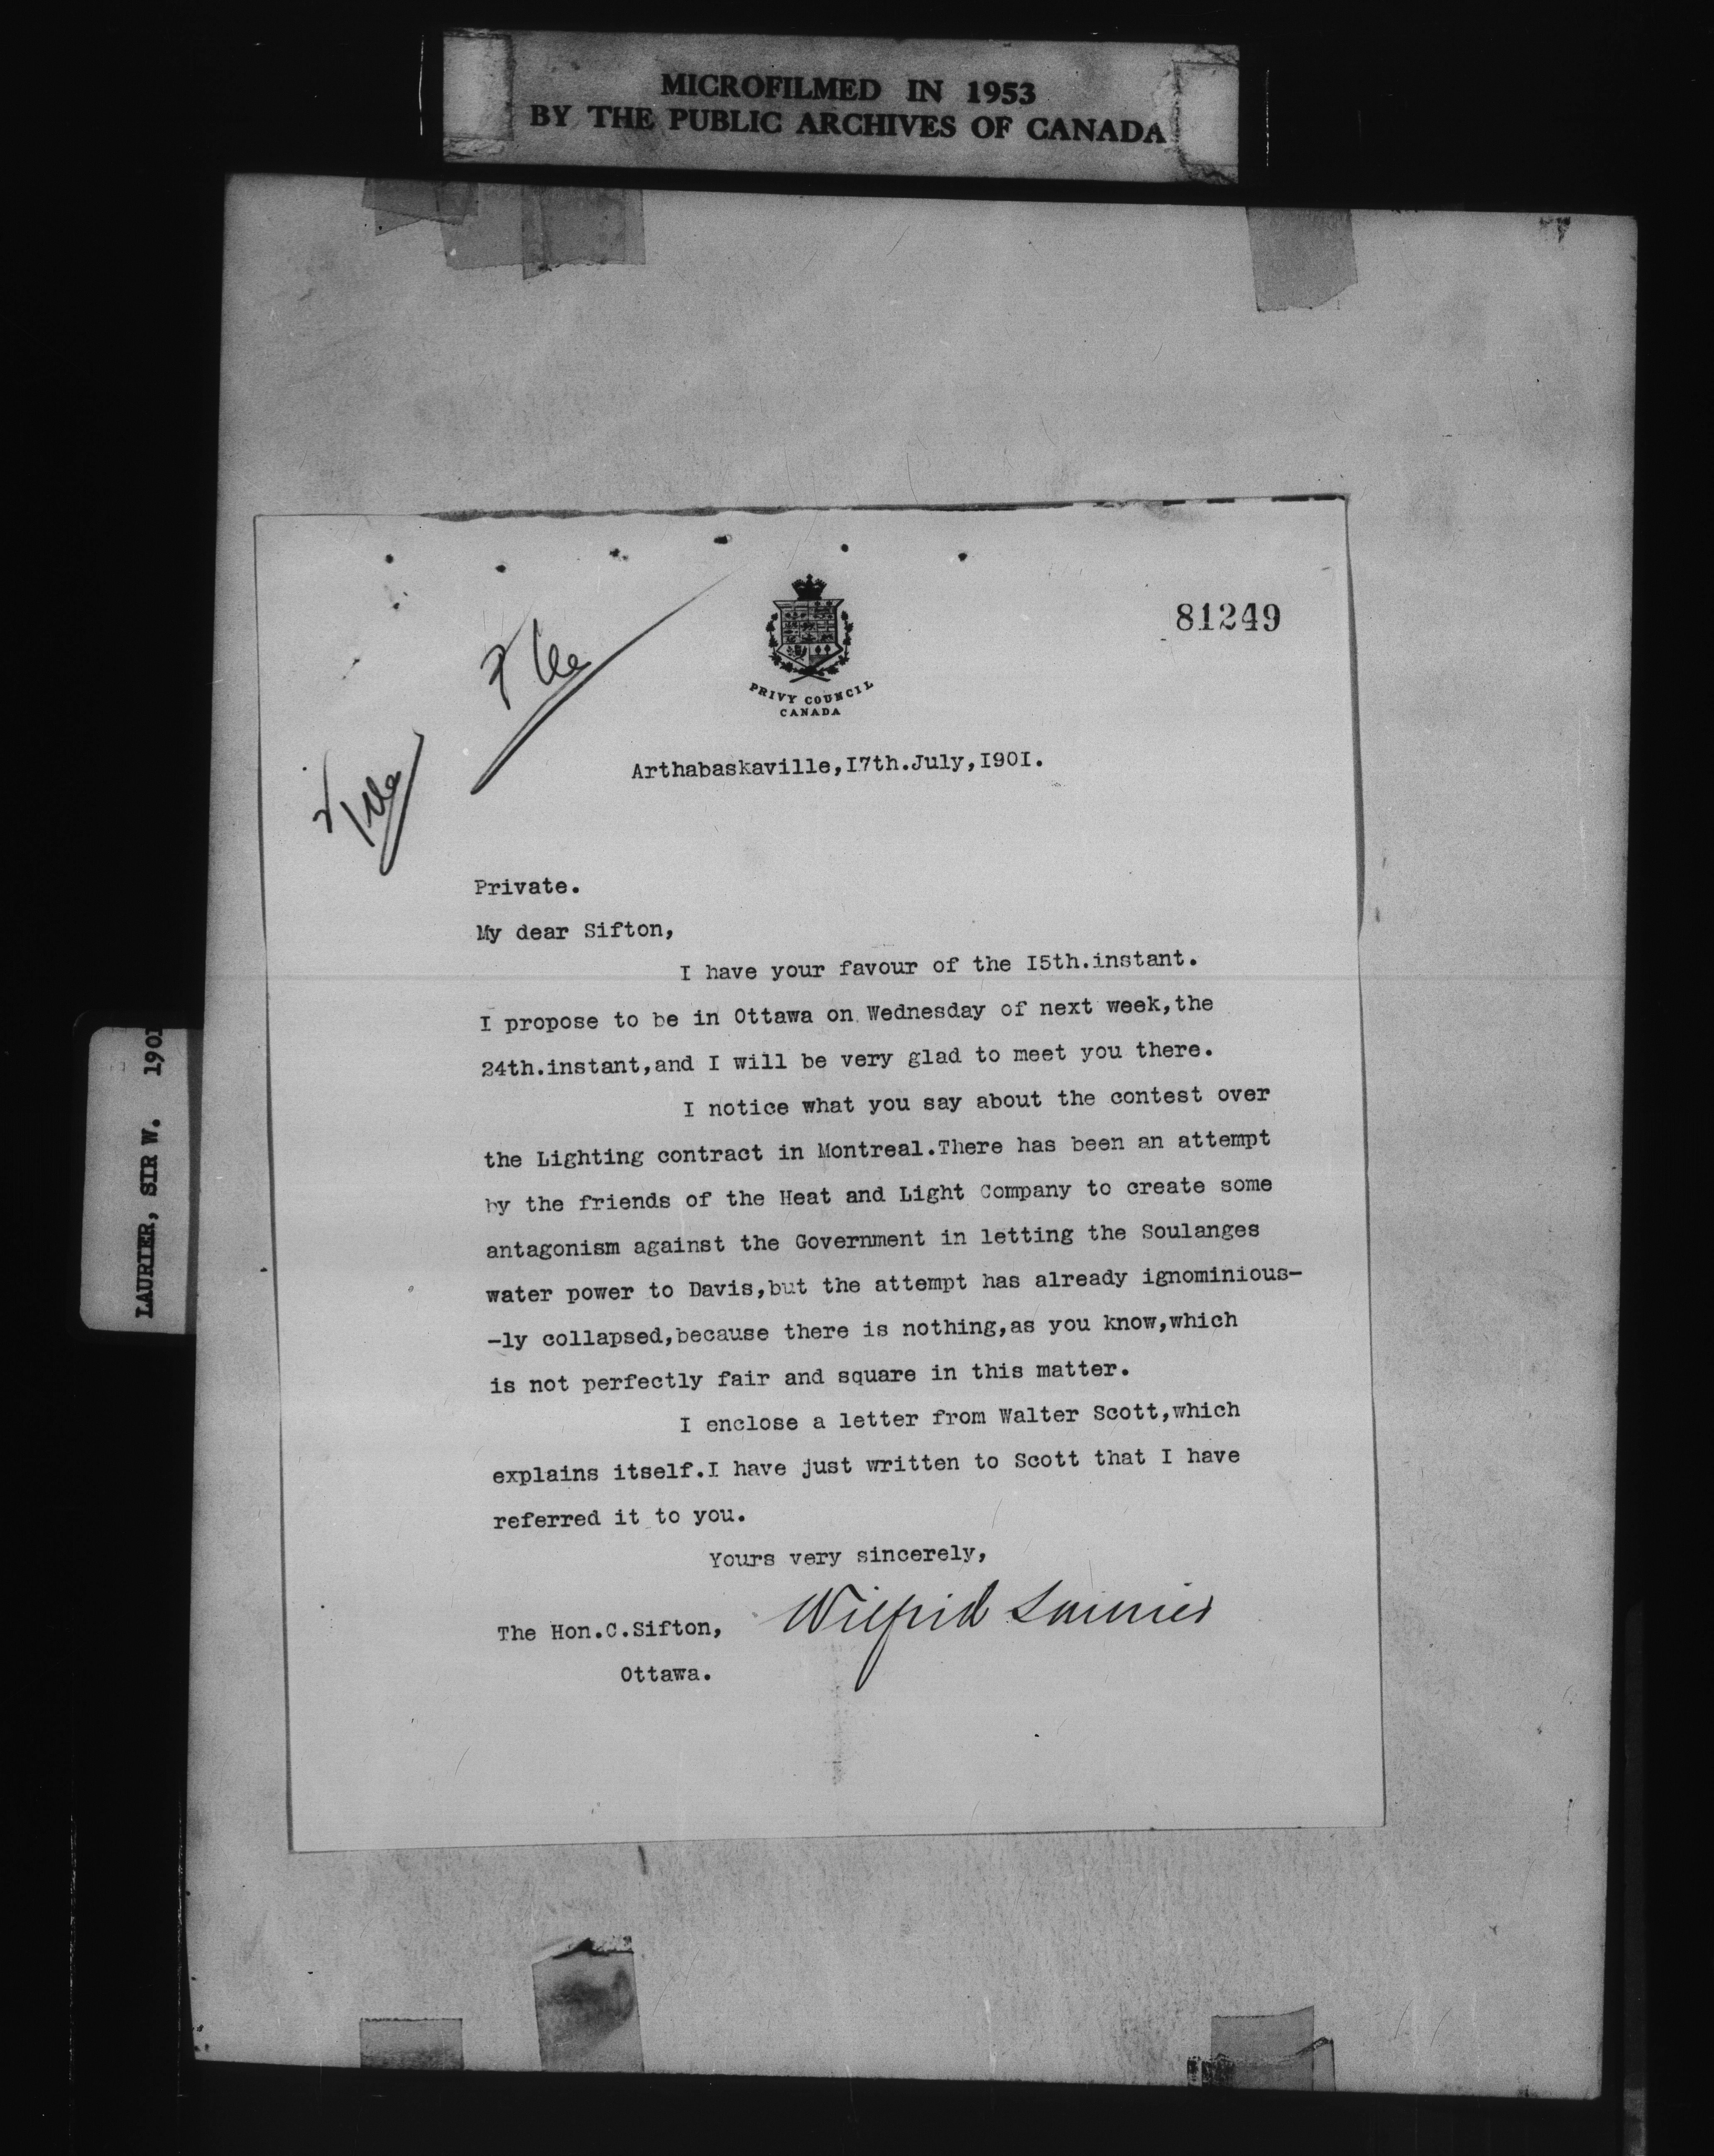 MICROFILMED IN 1953
BY THE PUBLIC ARCHIVES OF CANADA
LAURIER, SIR W. 1901
81249
File
File
PRIVY COUNCIL
CANADA
Arthabaskaville,I7th.July,I90I.
Private.
My dear Sifton,
I have your favour of the I5th.instant.
I propose to be in Ottawa on Wednesday of next week,the
24th.instant,and I will be very glad to meet you there.
I notice what you say about the contest over
the Lighting contract in Montreal.There has been an attempt
by the friends of the Heat and Light Company to create some
antagonism against the Government in letting the Soulanges
water power to Davis,but the attempt has already ignominious-
-ly collapsed,because there is nothing,as you know,which
is not perfectly fair and square in this matter.
I enclose a letter from Walter Scott,which
explains itself.I have just written to Scott that I have
referred it to you.
Yours very sincerely,
Wilfrid Laurier
The Hon.C.Sifton,
Ottawa.